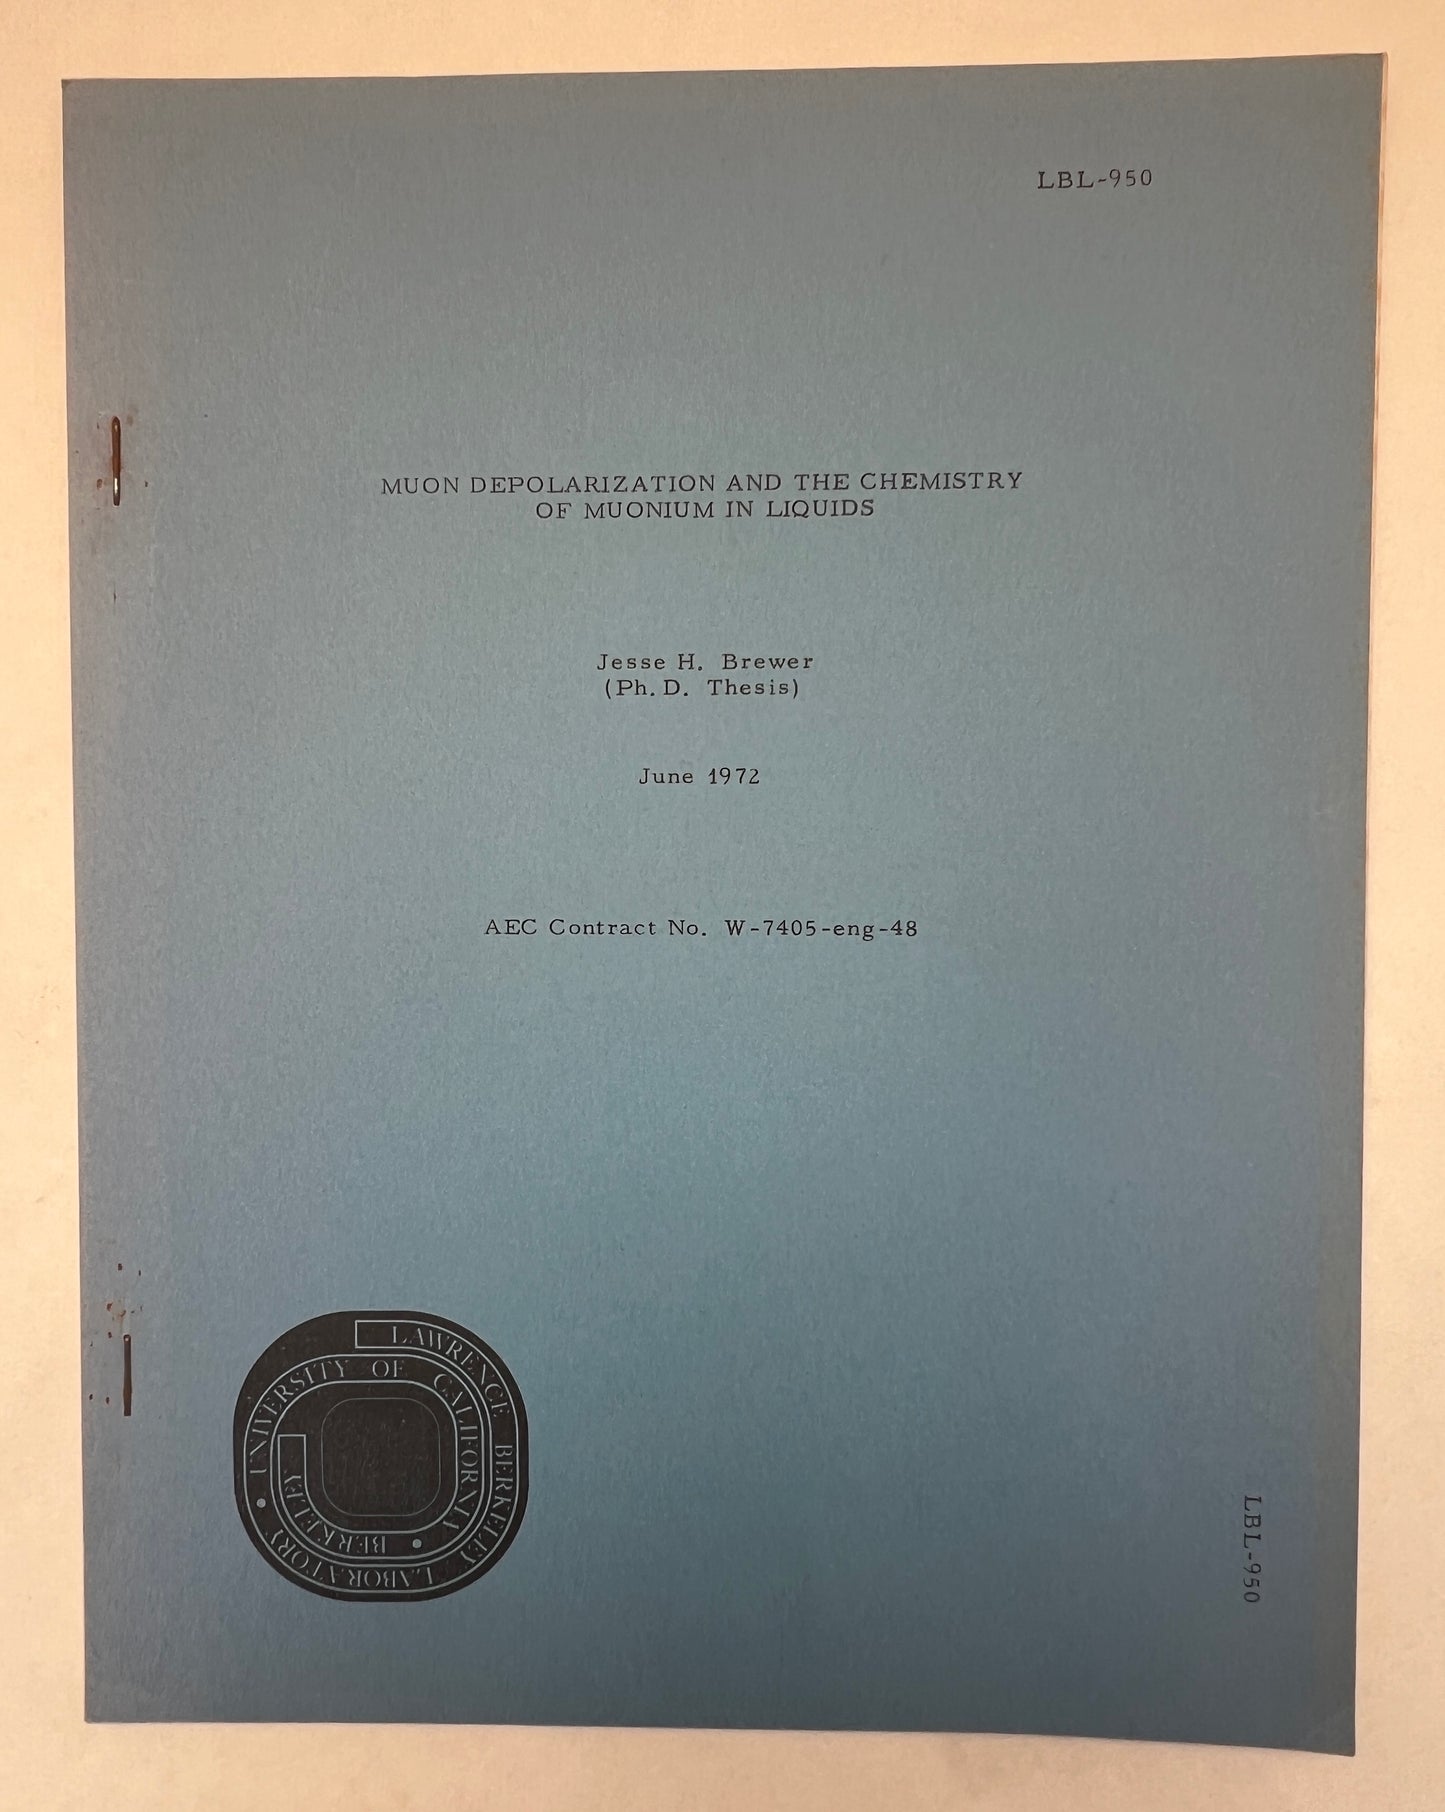 LBL-950
MUON DEPOLARIZATION AND THE CHEMISTRY
OF MUONIUM IN LIQUIDS
Jesse H. Brewer
(Ph. D. Thesis)
June 1972
AEC Contract No. W-7405-eng-48
LAWRENCE BERKELEY LABORATORY • UNIVERSITY OF CALIFORNIA • BERKELEY
LBL-950